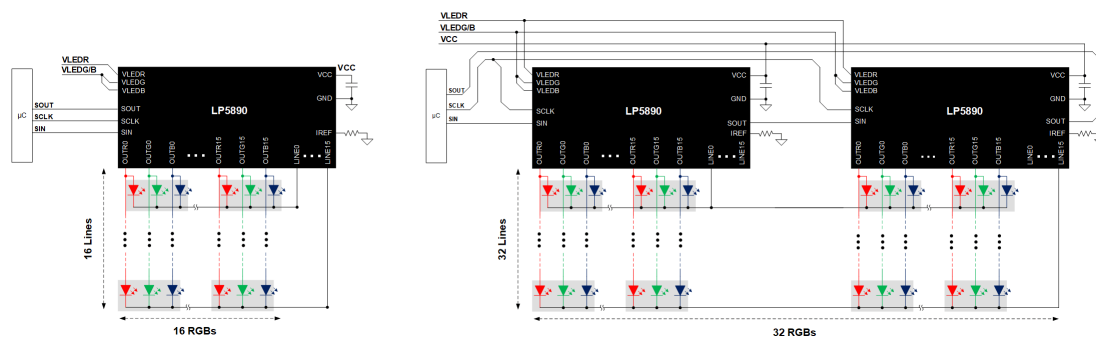 VLEDR
VLEDG/B
VCC
µC
SOUT
SCLK
SIN
VLEDR
VLEDG
VLEDB
SOUT
SCLK
SIN
LP5890
VCC
GND
IREF
OUTR0
OUTG0
OUTB0
OUTR15
OUTG15
OUTB15
LINE0
LINE15
16 Lines
16 RGBs
VLEDR
VLEDG/B
VCC
µC
SOUT
SCLK
SIN
VLEDR
VLEDG
VLEDB
SCLK
SIN
LP5890
VCC
GND
SOUT
IREF
OUTR0
OUTG0
OUTB0
OUTR15
OUTG15
OUTB15
LINE0
LINE15
VLEDR
VLEDG
VLEDB
SCLK
SIN
LP5890
VCC
GND
SOUT
IREF
OUTR0
OUTG0
OUTB0
OUTR15
OUTG15
OUTB15
LINE0
LINE15
32 Lines
32 RGBs